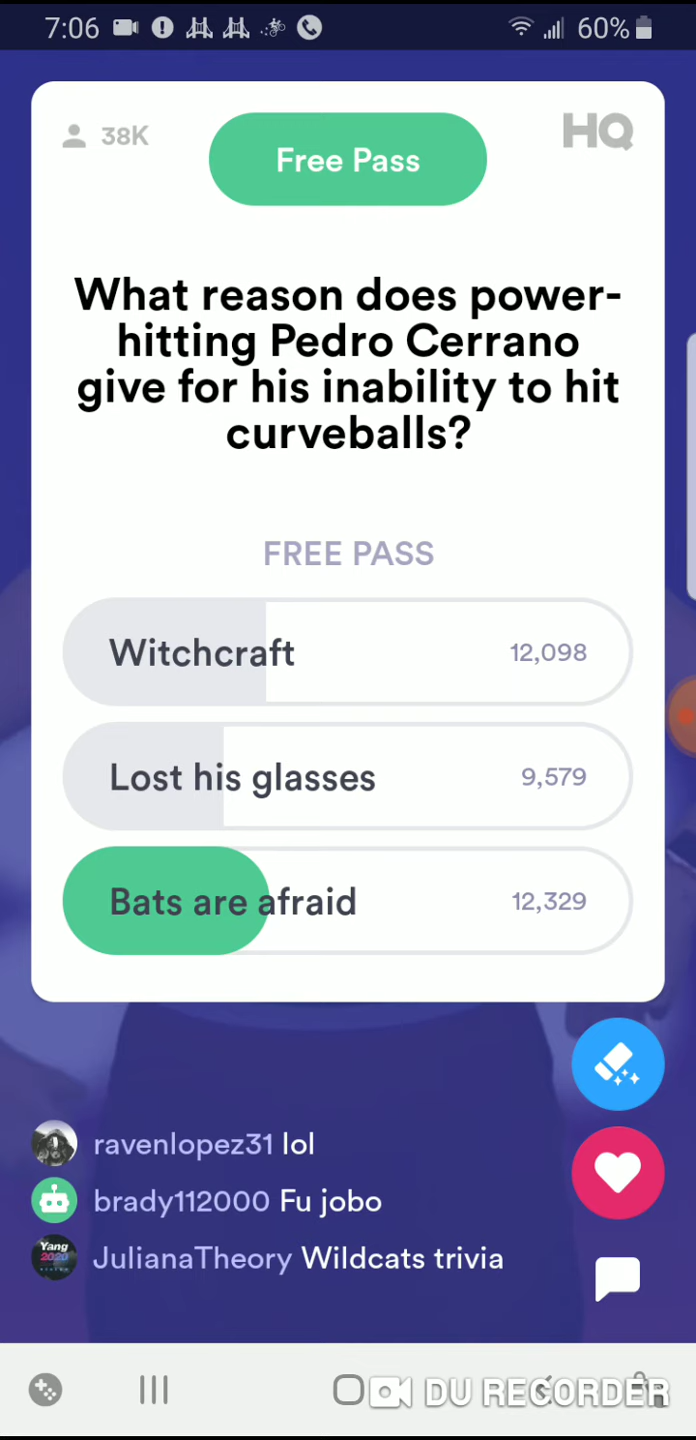 7:06 60%
38K Free Pass HQ
What reason does power-
hitting Pedro Cerrano
give for his inability to hit
curveballs?
FREE PASS
Witchcraft 12,098
Lost his glasses 9,579
Bats are afraid 12,329
ravenlopez31 lol
brady112000 Fu jobo
Yang
2020
JulianaTheory Wildcats trivia
DU RECORDER